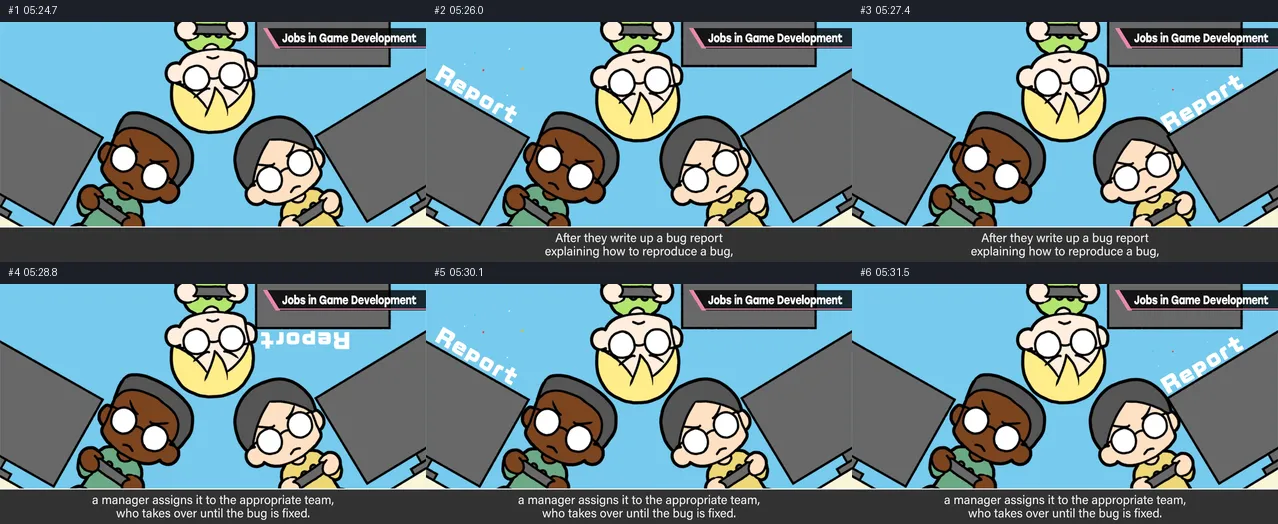 #1 05:24.7
Jobs in Game Development
#2 05:26.0
Jobs in Game Development
Report
After they write up a bug report
explaining how to reproduce a bug,
#3 05:27.4
Jobs in Game Development
Report
After they write up a bug report
explaining how to reproduce a bug,
#4 05:28.8
Jobs in Game Development
Report
a manager assigns it to the appropriate team,
who takes over until the bug is fixed.
#5 05:30.1
Jobs in Game Development
Report
a manager assigns it to the appropriate team,
who takes over until the bug is fixed.
#6 05:31.5
Jobs in Game Development
Report
a manager assigns it to the appropriate team,
who takes over until the bug is fixed.